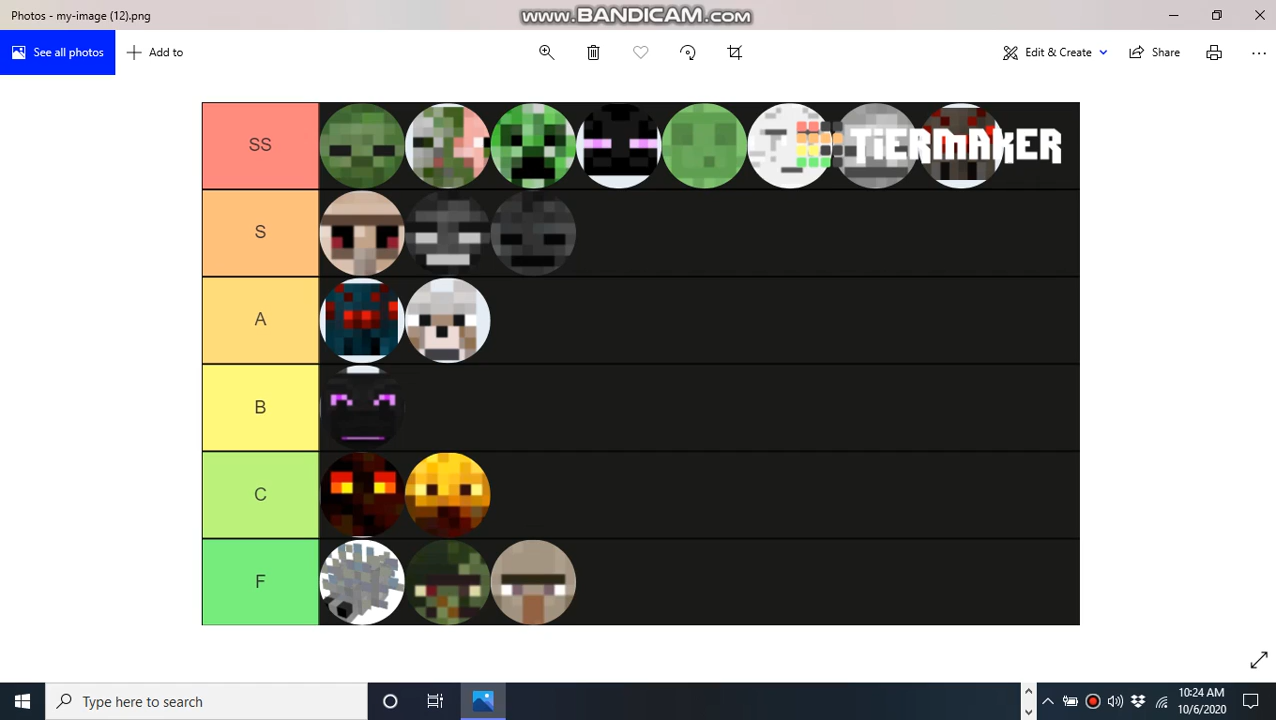 Photos - my-image (12).png
www.BANDICAM.com
See all photos
Add to
Edit & Create
Share
SS
TIERMAKER
S
A
B
C
F
Type here to search
10:24 AM
10/6/2020